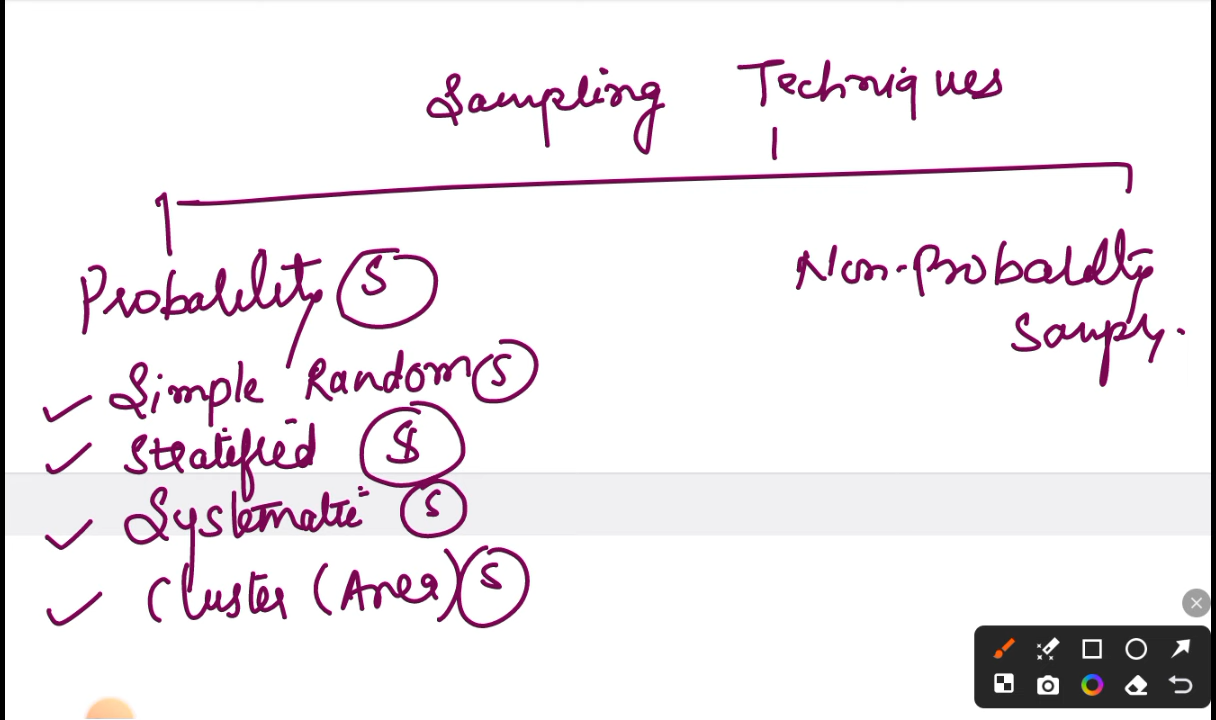 Sampling Techniques
Probability Ⓢ
Non-Probability
Sampl.
✓ Simple Random Ⓢ
✓ Stratified Ⓢ
✓ Systematic Ⓢ
✓ Cluster (Area) Ⓢ